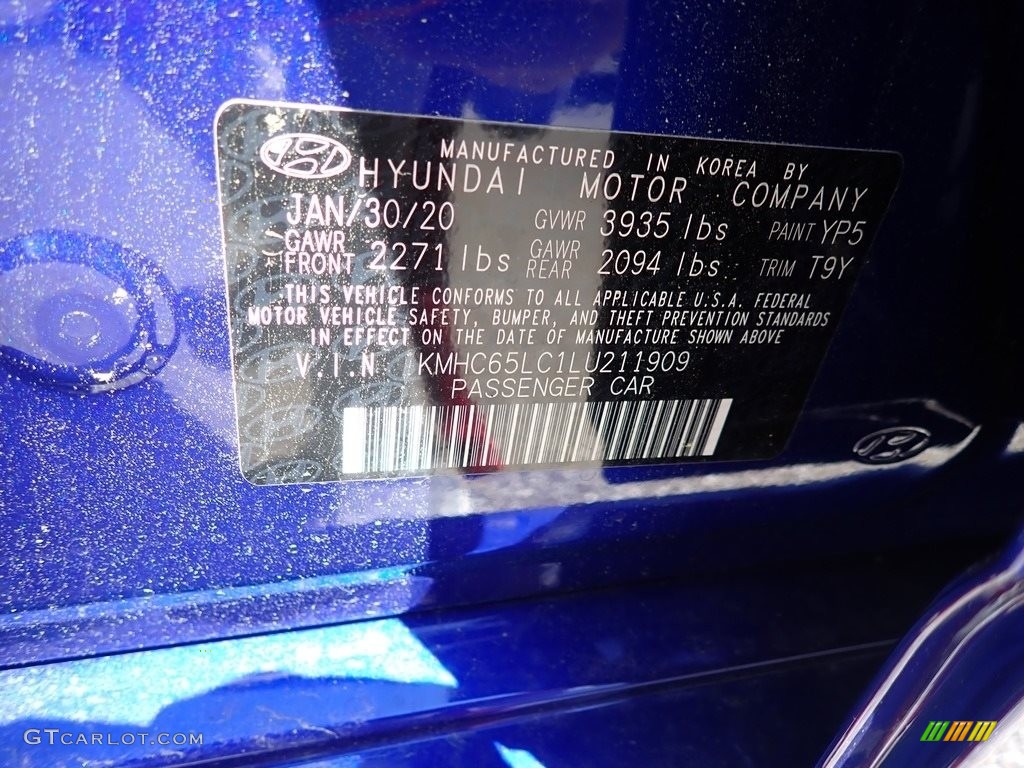 MANUFACTURED IN KOREA BY
HYUNDAI MOTOR COMPANY
JAN/30/20 GVWR 3935 lbs PAINT YP5
GAWR FRONT 2271 lbs GAWR REAR 2094 lbs TRIM T9Y
THIS VEHICLE CONFORMS TO ALL APPLICABLE U.S.A. FEDERAL
MOTOR VEHICLE SAFETY, BUMPER, AND THEFT PREVENTION STANDARDS
IN EFFECT ON THE DATE OF MANUFACTURE SHOWN ABOVE
V.I.N KMHC65LC1LU211909
PASSENGER CAR
GTCARLOT.COM